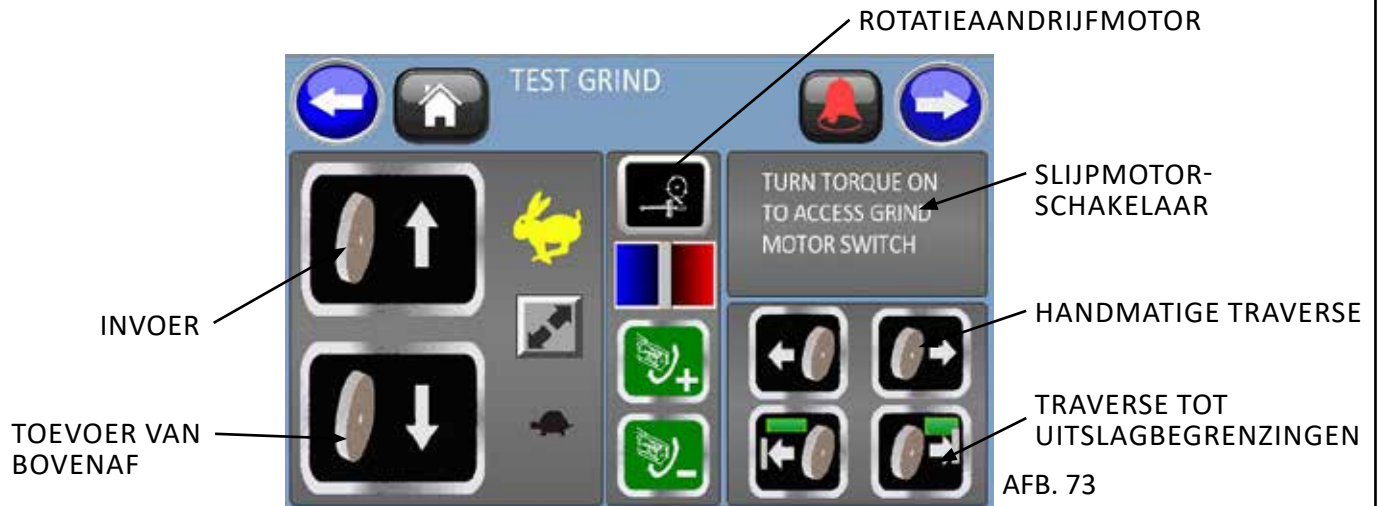 ROTATIEAANDRIJFMOTOR
TEST GRIND
TURN TORQUE ON
TO ACCESS GRIND
MOTOR SWITCH
SLIJPMOTOR-
SCHAKELAAR
INVOER
HANDMATIGE TRAVERSE
TOEVOER VAN
BOVENAF
TRAVERSE TOT
UITSLAGBEGRENZINGEN
AFB. 73